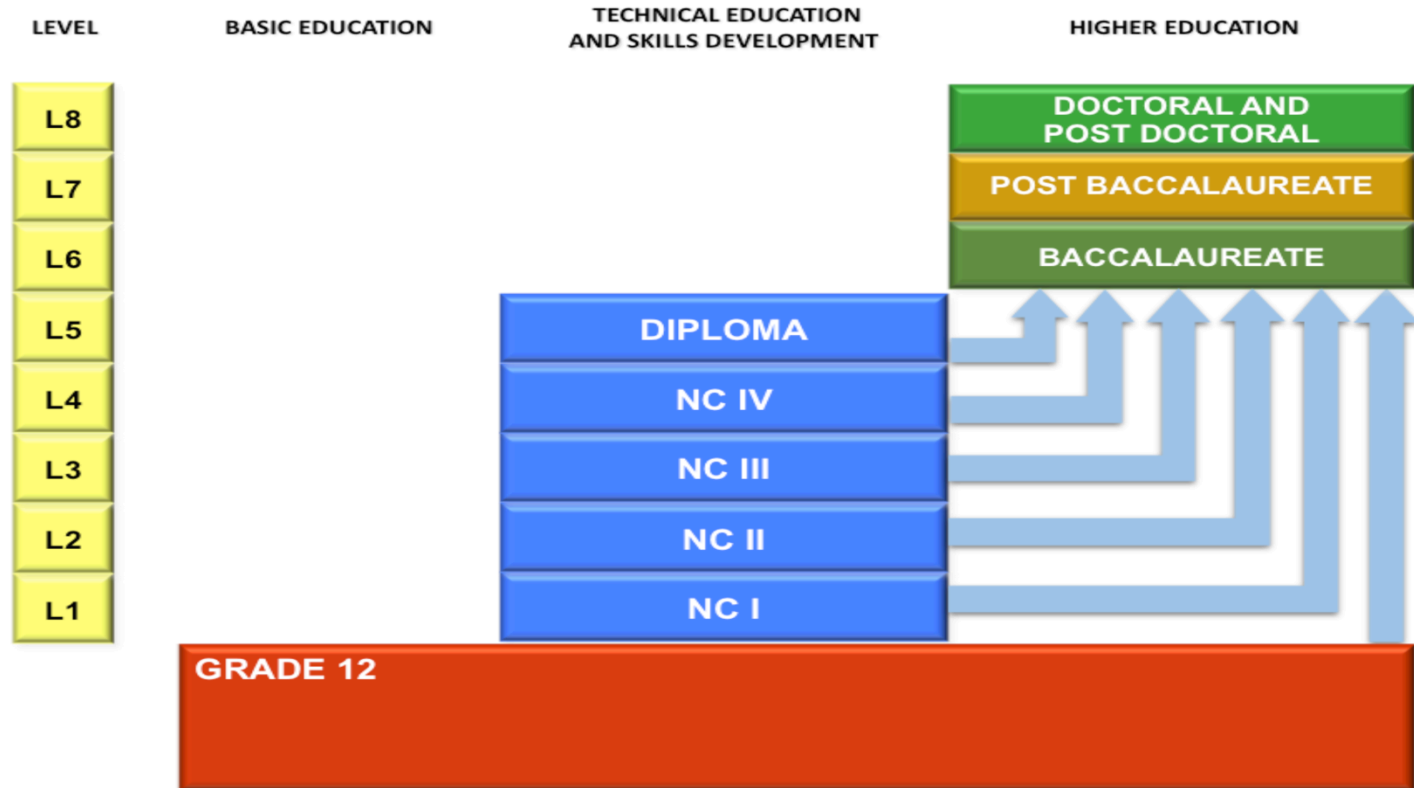 LEVEL
BASIC EDUCATION
TECHNICAL EDUCATION
AND SKILLS DEVELOPMENT
HIGHER EDUCATION
L8
DOCTORAL AND
POST DOCTORAL
L7
POST BACCALAUREATE
L6
BACCALAUREATE
L5
DIPLOMA
L4
NC IV
L3
NC III
L2
NC II
L1
NC I
GRADE 12